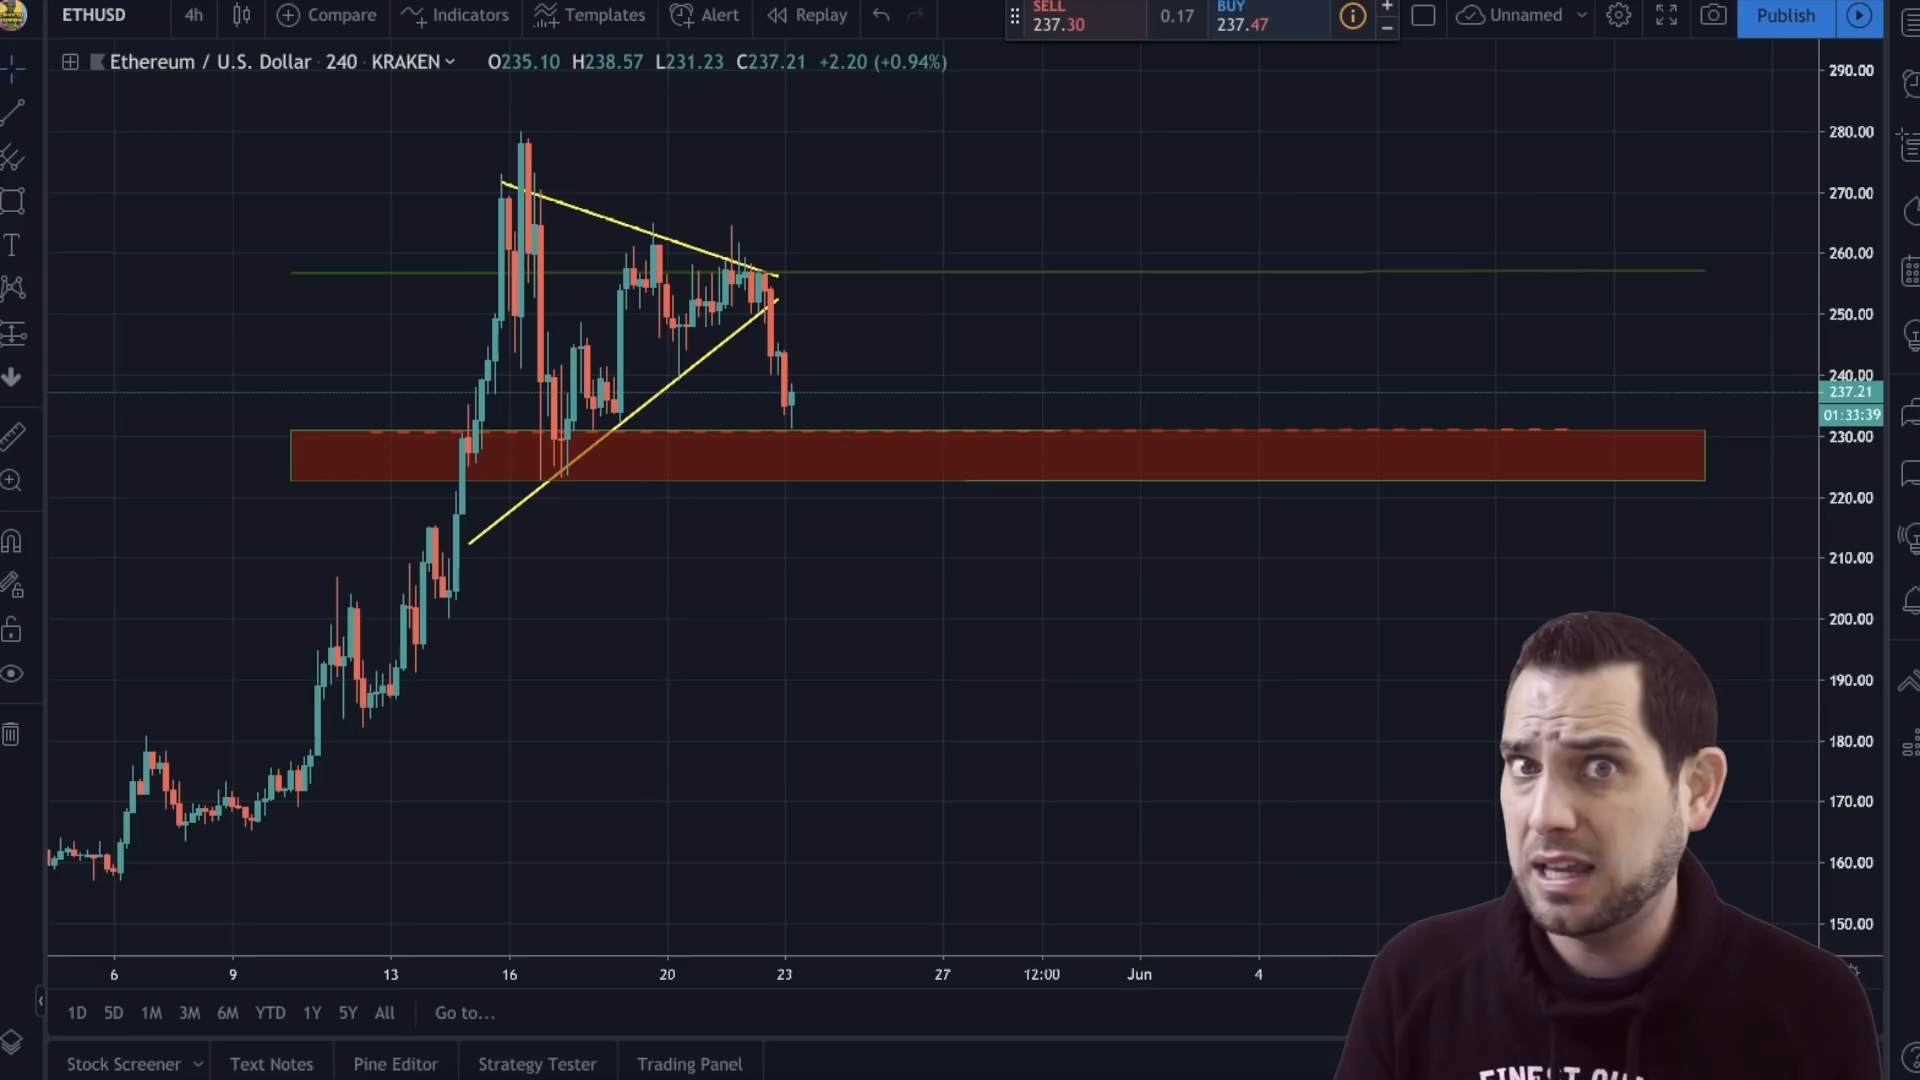 ETHUSD 4h Compare Indicators Templates Alert Replay
SELL
237.30
0.17
BUY
237.47
Unnamed
Publish
Ethereum / U.S. Dollar · 240 · KRAKEN O235.10 H238.57 L231.23 C237.21 +2.20 (+0.94%)
290.00
280.00
270.00
260.00
250.00
240.00
237.21
01:33:39
230.00
220.00
210.00
200.00
190.00
180.00
170.00
160.00
150.00
6 9 13 16 20 23 27 12:00 Jun 4
1D 5D 1M 3M 6M YTD 1Y 5Y All Go to...
Stock Screener Text Notes Pine Editor Strategy Tester Trading Panel
FINEST